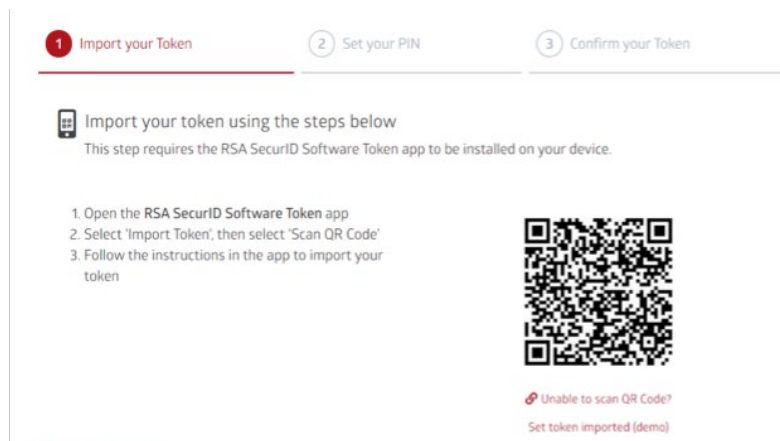 1 Import your Token
2 Set your PIN
3 Confirm your Token
Import your token using the steps below
This step requires the RSA SecurID Software Token app to be installed on your device.
1. Open the RSA SecurID Software Token app
2. Select 'Import Token', then select 'Scan QR Code'
3. Follow the instructions in the app to import your
token
Unable to scan QR Code?
Set token imported (demo)